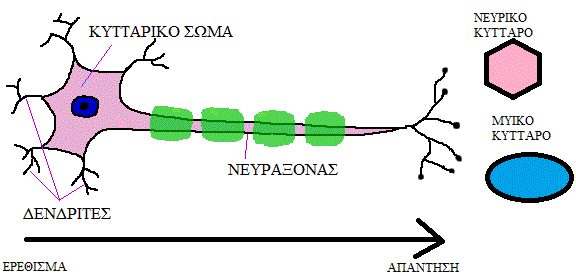 ΚΥΤΤΑΡΙΚΟ ΣΩΜΑ
ΝΕΥΡΑΞΟΝΑΣ
ΔΕΝΔΡΙΤΕΣ
ΕΡΕΘΙΣΜΑ
ΑΠΑΝΤΗΣΗ
ΝΕΥΡΙΚΟ
ΚΥΤΤΑΡΟ
ΜΥΙΚΟ
ΚΥΤΤΑΡΟ